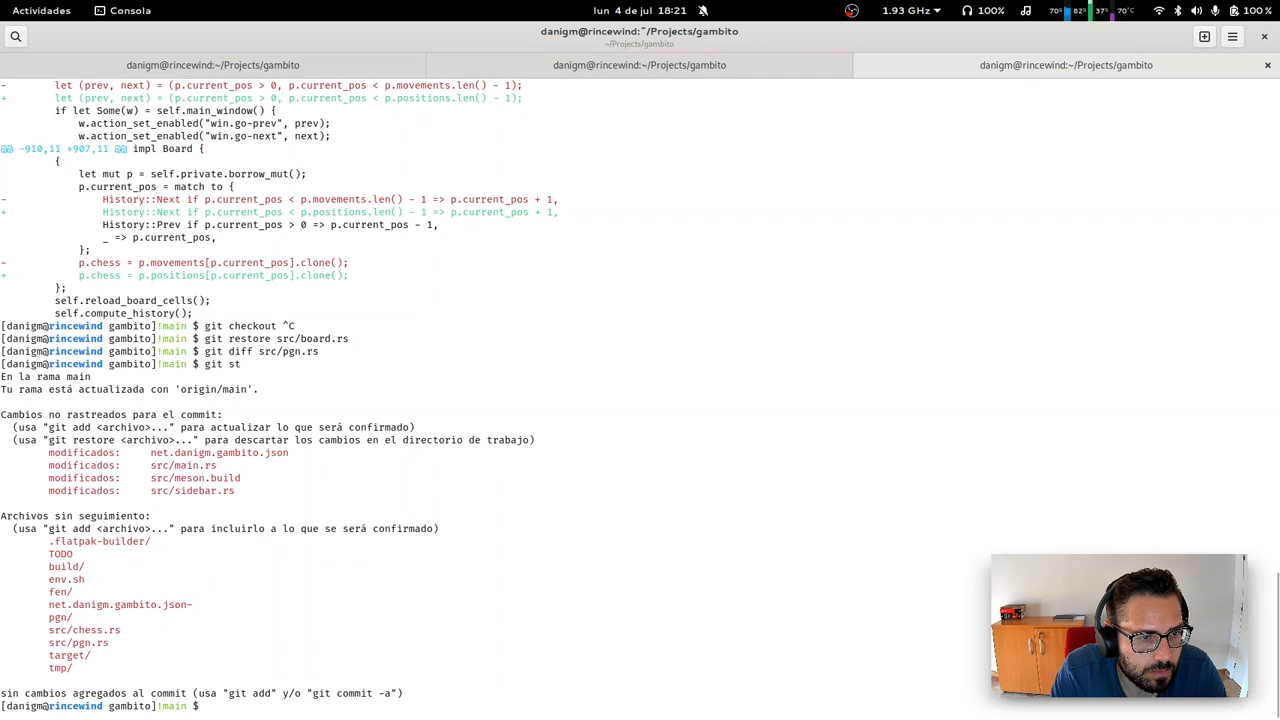 Actividades
Consola
lun 4 de jul 18:21
1.93 GHz
100%
70%
82%
37%
70°C
100 %
danigm@rincewind:~/Projects/gambito
~/Projects/gambito
danigm@rincewind:~/Projects/gambito
danigm@rincewind:~/Projects/gambito
danigm@rincewind:~/Projects/gambito
-        let (prev, next) = (p.current_pos > 0, p.current_pos < p.movements.len() - 1);
+        let (prev, next) = (p.current_pos > 0, p.current_pos < p.positions.len() - 1);
         if let Some(w) = self.main_window() {
             w.action_set_enabled("win.go-prev", prev);
             w.action_set_enabled("win.go-next", next);
@@ -910,11 +907,11 @@ impl Board {
         {
             let mut p = self.private.borrow_mut();
             p.current_pos = match to {
-                History::Next if p.current_pos < p.movements.len() - 1 => p.current_pos + 1,
+                History::Next if p.current_pos < p.positions.len() - 1 => p.current_pos + 1,
                 History::Prev if p.current_pos > 0 => p.current_pos - 1,
                 _ => p.current_pos,
             };
-            p.chess = p.movements[p.current_pos].clone();
+            p.chess = p.positions[p.current_pos].clone();
         };
         self.reload_board_cells();
         self.compute_history();
[danigm@rincewind gambito]!main $ git checkout ^C
[danigm@rincewind gambito]!main $ git restore src/board.rs
[danigm@rincewind gambito]!main $ git diff src/pgn.rs
[danigm@rincewind gambito]!main $ git st
En la rama main
Tu rama está actualizada con 'origin/main'.
Cambios no rastreados para el commit:
  (usa "git add <archivo>..." para actualizar lo que será confirmado)
  (usa "git restore <archivo>..." para descartar los cambios en el directorio de trabajo)
        modificados:     net.danigm.gambito.json
        modificados:     src/main.rs
        modificados:     src/meson.build
        modificados:     src/sidebar.rs
Archivos sin seguimiento:
  (usa "git add <archivo>..." para incluirlo a lo que se será confirmado)
        .flatpak-builder/
        TODO
        build/
        env.sh
        fen/
        net.danigm.gambito.json~
        pgn/
        src/chess.rs
        src/pgn.rs
        target/
        tmp/
sin cambios agregados al commit (usa "git add" y/o "git commit -a")
[danigm@rincewind gambito]!main $